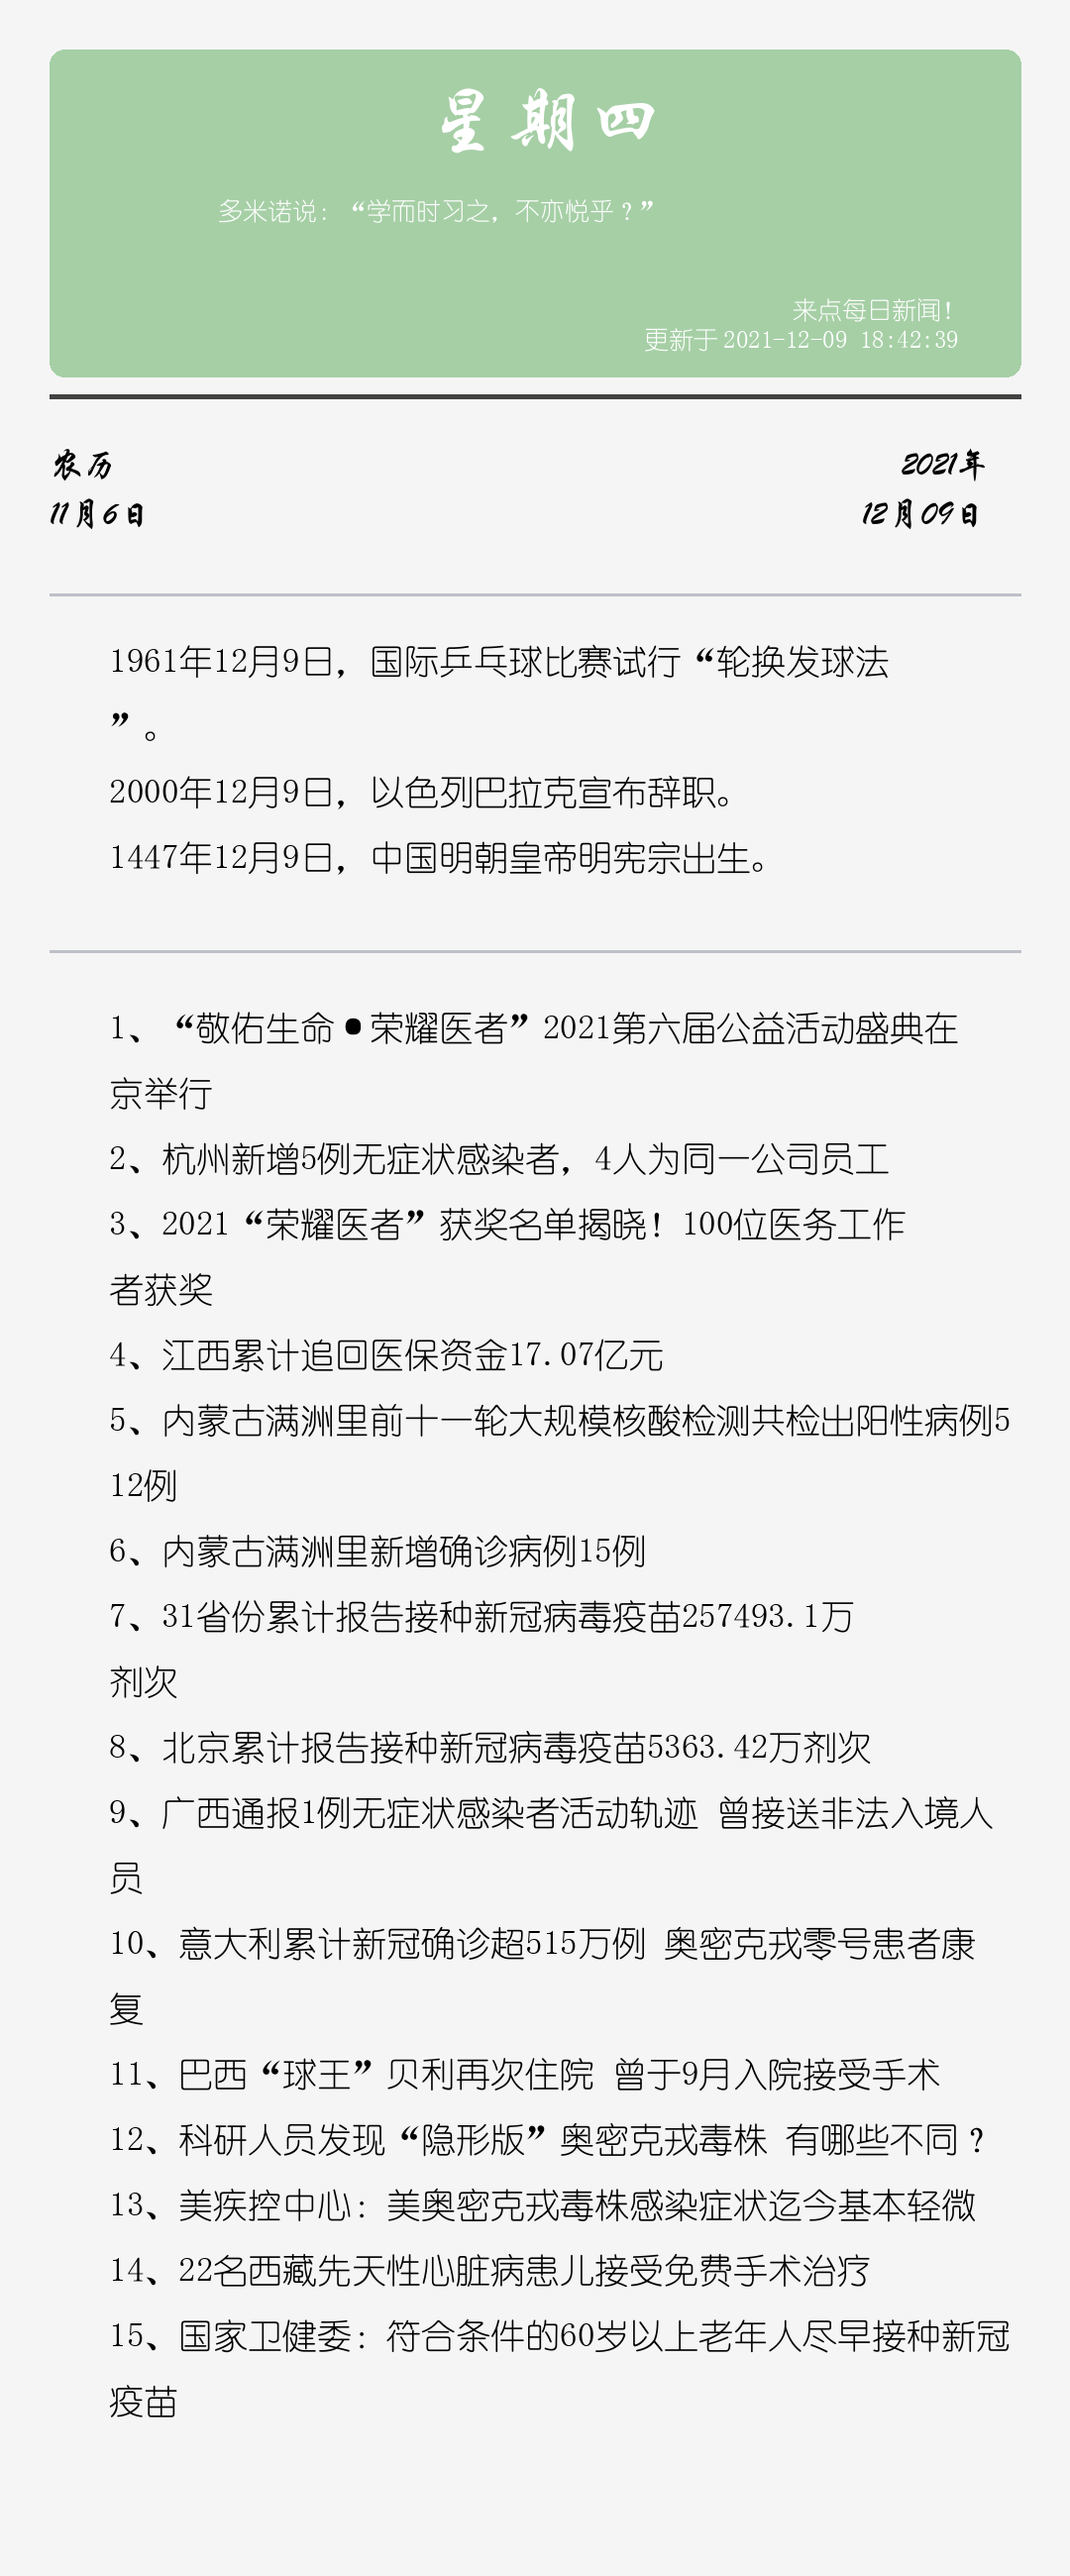 星期四
多米诺说：“学而时习之，不亦悦乎？”
来点每日新闻！
更新于 2021-12-09 18:42:39
农历
2021年
11月6日
12月09日
1961年12月9日，国际乒乓球比赛试行“轮换发球法
”。
2000年12月9日，以色列巴拉克宣布辞职。
1447年12月9日，中国明朝皇帝明宪宗出生。
1、“敬佑生命•荣耀医者”2021第六届公益活动盛典在
京举行
2、杭州新增5例无症状感染者，4人为同一公司员工
3、2021“荣耀医者”获奖名单揭晓！100位医务工作
者获奖
4、江西累计追回医保资金17.07亿元
5、内蒙古满洲里前十一轮大规模核酸检测共检出阳性病例5
12例
6、内蒙古满洲里新增确诊病例15例
7、31省份累计报告接种新冠病毒疫苗257493.1万
剂次
8、北京累计报告接种新冠病毒疫苗5363.42万剂次
9、广西通报1例无症状感染者活动轨迹 曾接送非法入境人
员
10、意大利累计新冠确诊超515万例 奥密克戎零号患者康
复
11、巴西“球王”贝利再次住院 曾于9月入院接受手术
12、科研人员发现“隐形版”奥密克戎毒株 有哪些不同？
13、美疾控中心：美奥密克戎毒株感染症状迄今基本轻微
14、22名西藏先天性心脏病患儿接受免费手术治疗
15、国家卫健委：符合条件的60岁以上老年人尽早接种新冠
疫苗